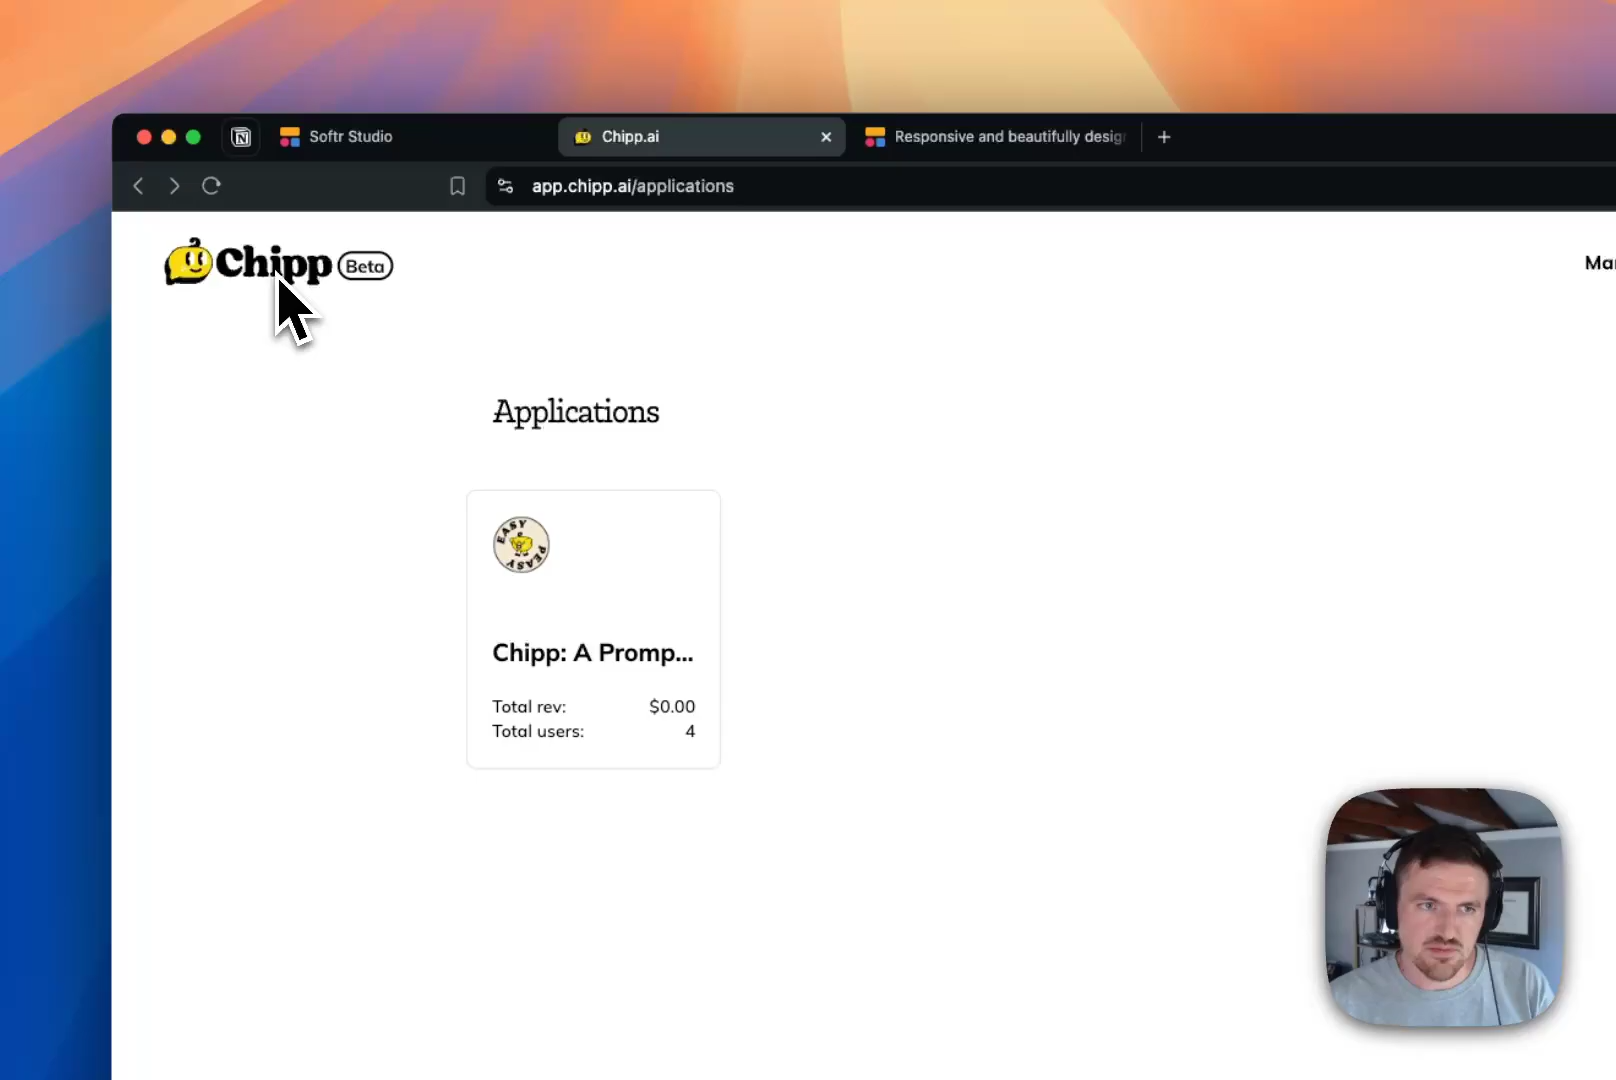 Softr Studio
Chipp.ai
Responsive and beautifully desig
app.chipp.ai/applications
Chipp Beta
Mar
Applications
EASY PEASY
Chipp: A Promp...
Total rev: $0.00
Total users: 4